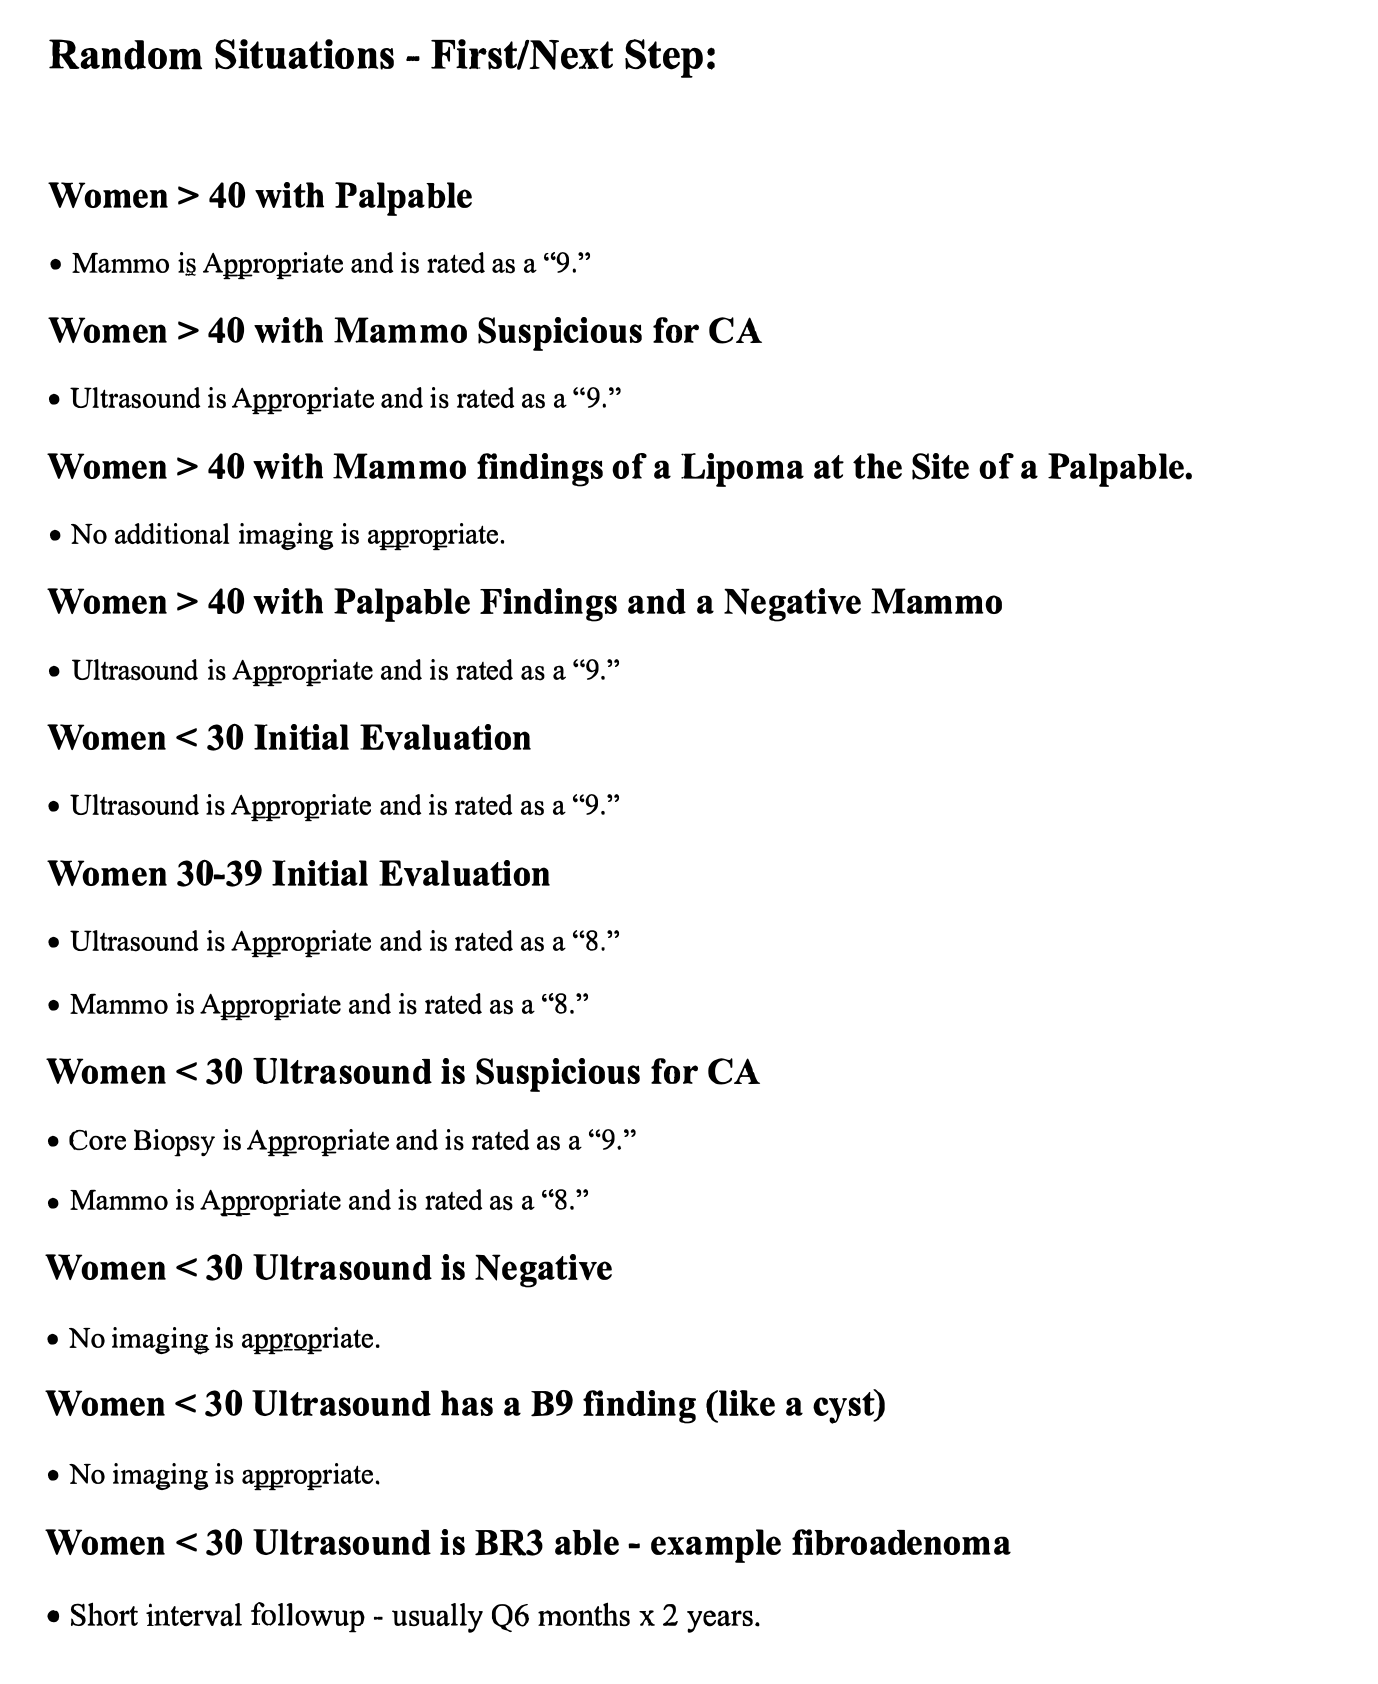 Random Situations - First/Next Step:
Women > 40 with Palpable
• Mammo is Appropriate and is rated as a “9.”
Women > 40 with Mammo Suspicious for CA
• Ultrasound is Appropriate and is rated as a “9.”
Women > 40 with Mammo findings of a Lipoma at the Site of a Palpable.
• No additional imaging is appropriate.
Women > 40 with Palpable Findings and a Negative Mammo
• Ultrasound is Appropriate and is rated as a “9.”
Women < 30 Initial Evaluation
• Ultrasound is Appropriate and is rated as a “9.”
Women 30-39 Initial Evaluation
• Ultrasound is Appropriate and is rated as a “8.”
• Mammo is Appropriate and is rated as a “8.”
Women < 30 Ultrasound is Suspicious for CA
• Core Biopsy is Appropriate and is rated as a “9.”
• Mammo is Appropriate and is rated as a “8.”
Women < 30 Ultrasound is Negative
• No imaging is appropriate.
Women < 30 Ultrasound has a B9 finding (like a cyst)
• No imaging is appropriate.
Women < 30 Ultrasound is BR3 able - example fibroadenoma
• Short interval followup - usually Q6 months x 2 years.